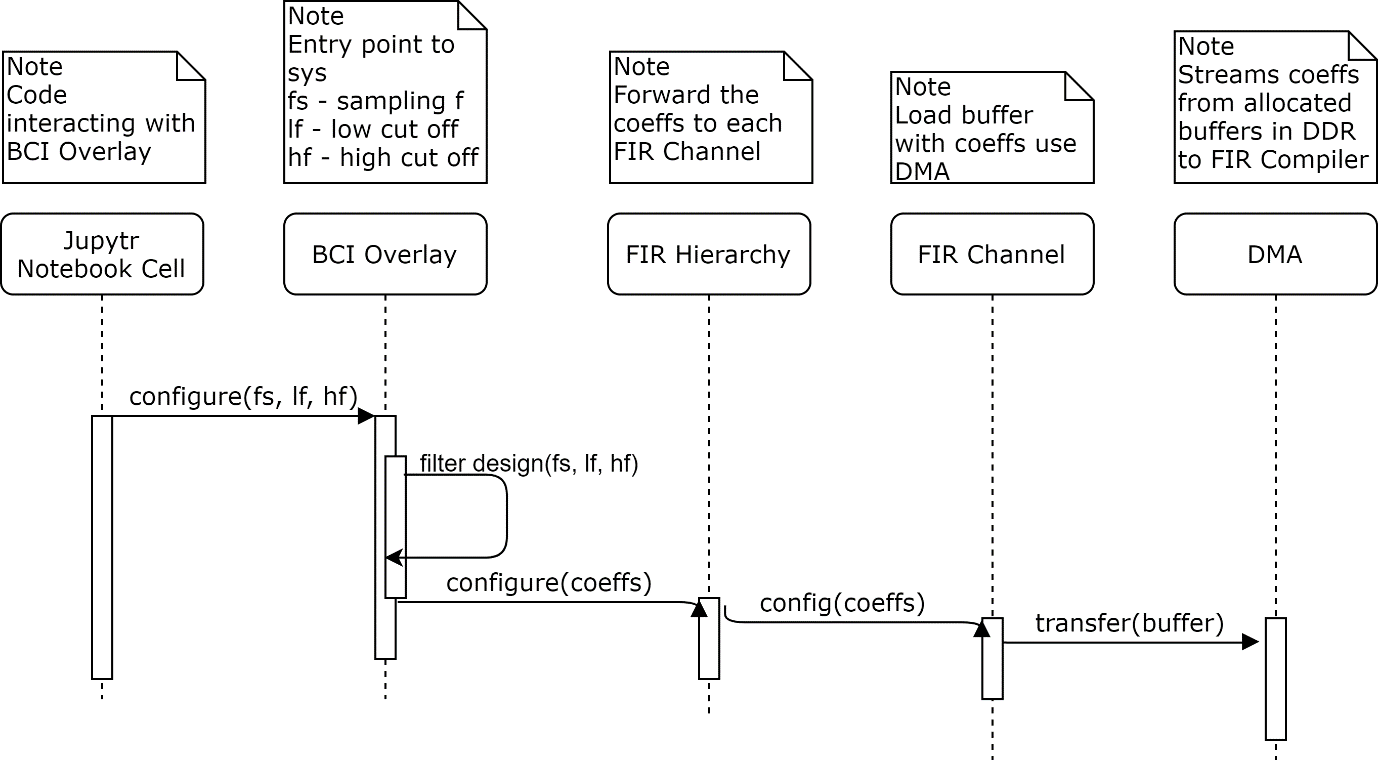 Note
Code
interacting with
BCI Overlay
Note
Entry point to
sys
fs - sampling f
lf - low cut off
hf - high cut off
Note
Forward the
coeffs to each
FIR Channel
Note
Load buffer
with coeffs use
DMA
Note
Streams coeffs
from allocated
buffers in DDR
to FIR Compiler
Jupytr
Notebook Cell
BCI Overlay
FIR Hierarchy
FIR Channel
DMA
configure(fs, lf, hf)
filter design(fs, lf, hf)
configure(coeffs)
config(coeffs)
transfer(buffer)